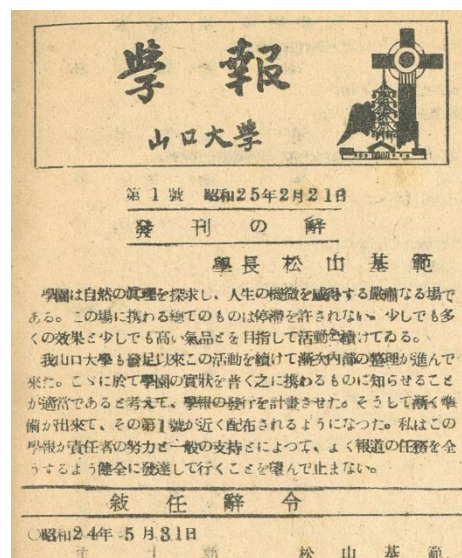 學報
山口大學
第1號 昭和25年2月21日
發刊の辭
學長 松山基範
學園は自然の眞理を探求し、人生の機微を感得する嚴肅なる場で
ある。この場に携わる總てのものは停滯を許されない。少しでも多
くの効果と少しでも高い氣品とを目指して活動を續けてゐる。
我山口大學も發足以來この活動を續けて漸次内部の整理が進んで
來た。こゝに於て學園の實狀を普く之に携わるものに知らせること
が適當であると考えて、學報の發行を計畫させた。そうして漸く準
備が出來て、その第1號が近く配布されるようになつた。私はこの
學報が責任者の努力と一般の支持とによつて、よく報道の任務を全
うするよう健全に發達して行くことを望んで止まない。
敍任辭令
○昭和24年5月31日
松山基範